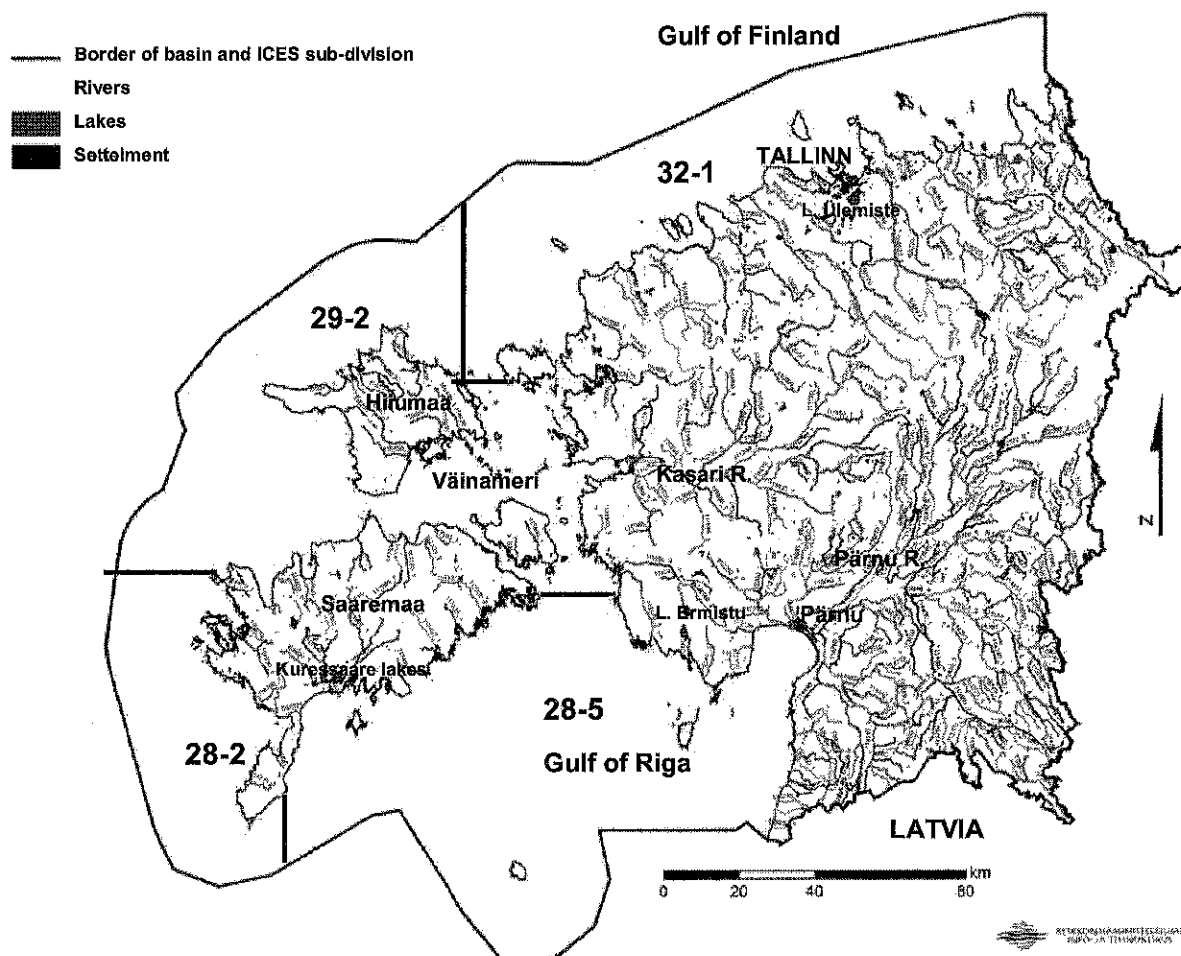 Gulf of Finland
Border of basin and ICES sub-division
Rivers
Lakes
Settelment
TALLINN
32-1
L. Ülemiste
29-2
Hiiumaa
Väinameri
Kasari R.
Pärnu R.
Saaremaa
L. Ermistu
Pärnu
Kuressaare lakes
28-5
28-2
Gulf of Riga
LATVIA
km
0 20 40 80
N